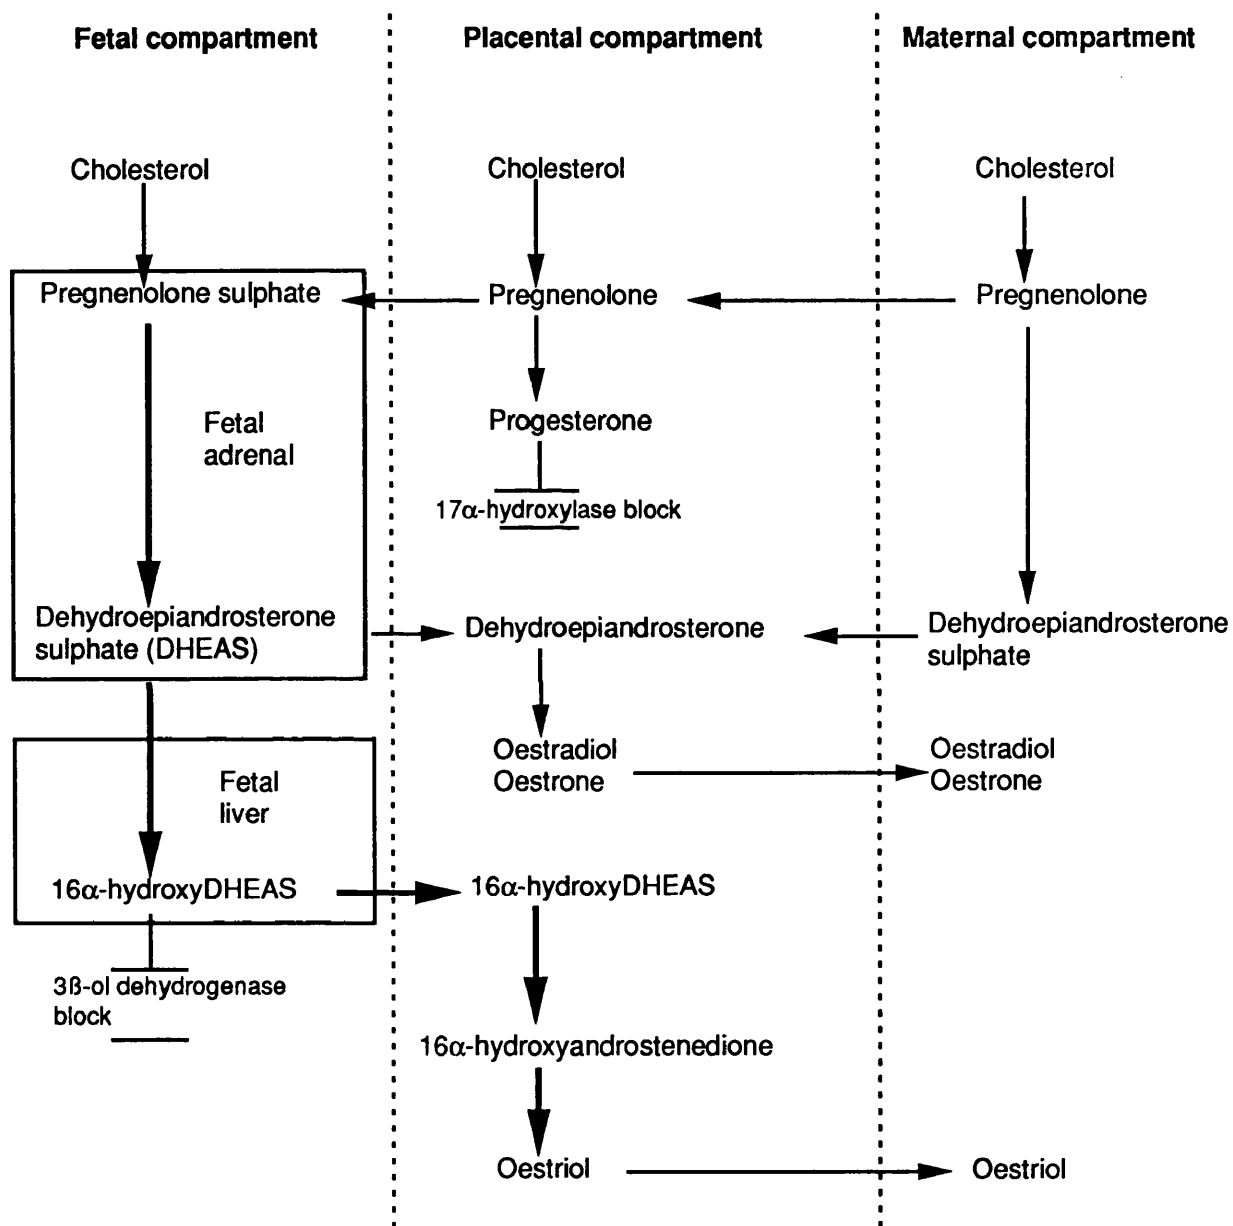 Fetal compartment
Placental compartment
Maternal compartment
Cholesterol
Cholesterol
Cholesterol
Pregnenolone sulphate
Pregnenolone
Pregnenolone
Fetal
adrenal
Progesterone
17α-hydroxylase block
Dehydroepiandrosterone
sulphate (DHEAS)
Dehydroepiandrosterone
Dehydroepiandrosterone
sulphate
Oestradiol
Oestrone
Oestradiol
Oestrone
Fetal
liver
16α-hydroxyDHEAS
16α-hydroxyDHEAS
3ß-ol dehydrogenase
block
16α-hydroxyandrostenedione
Oestriol
Oestriol